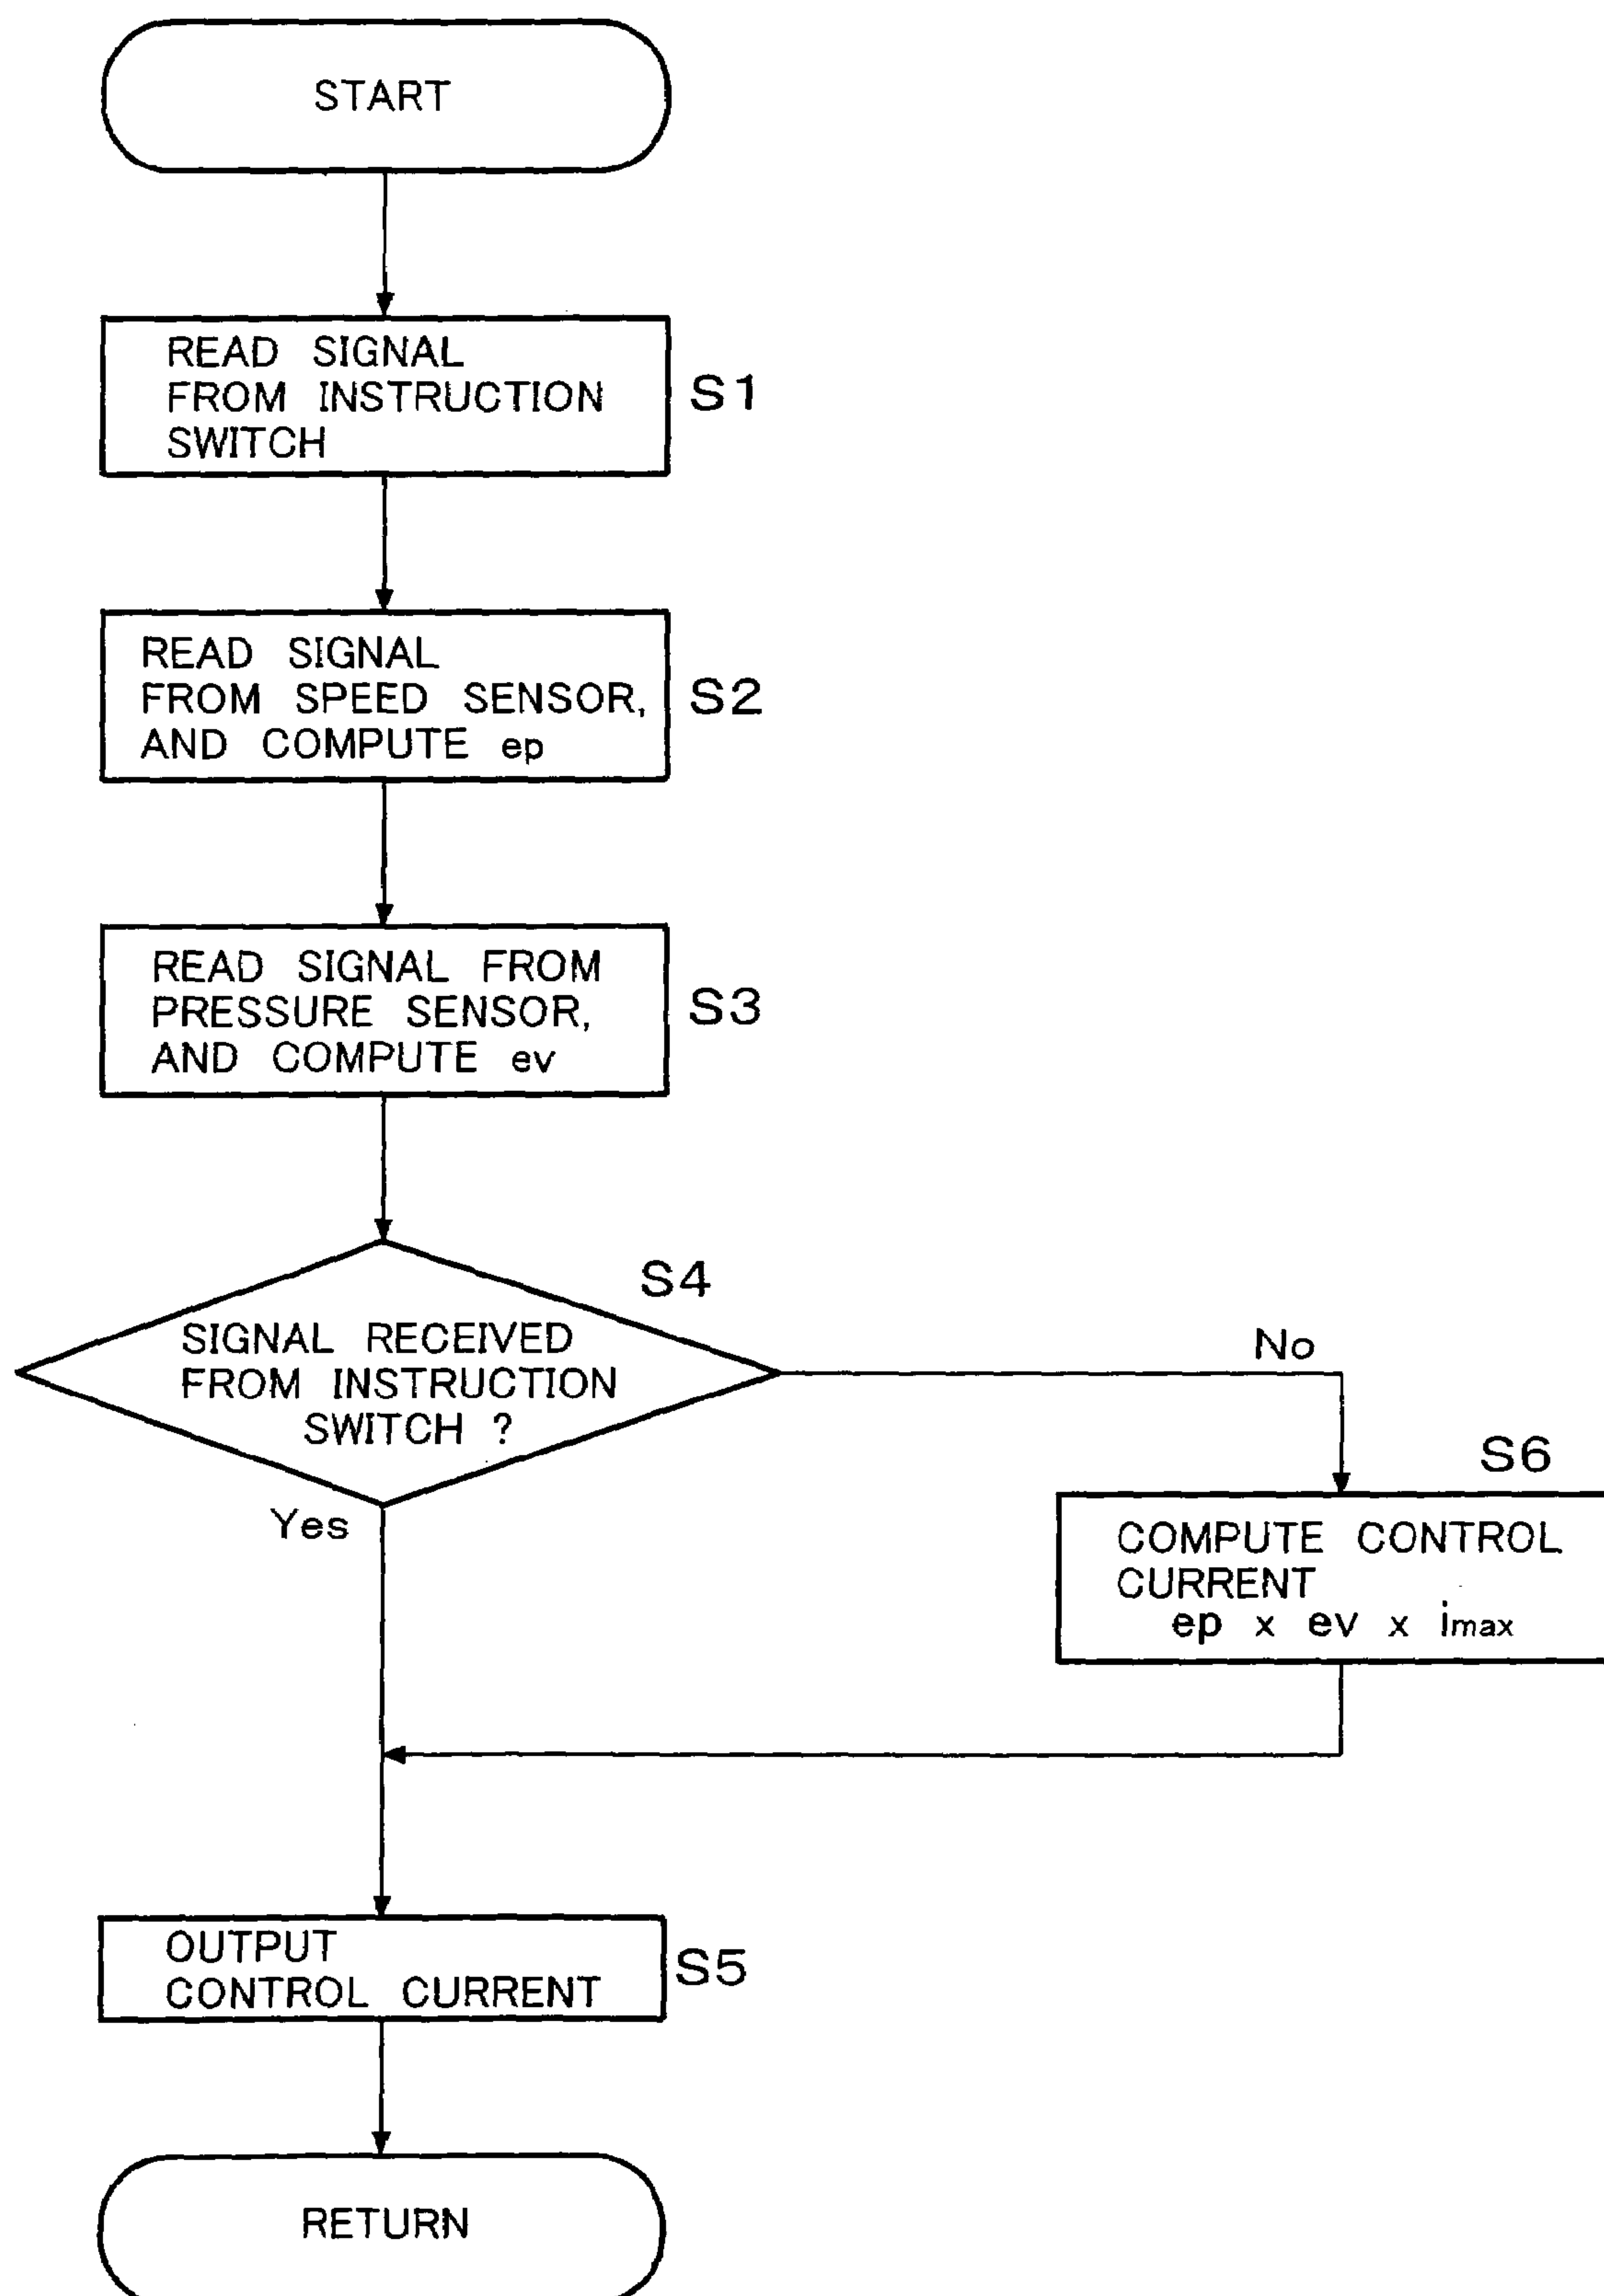 START
READ SIGNAL
FROM INSTRUCTION
SWITCH
S1
READ SIGNAL
FROM SPEED SENSOR,
AND COMPUTE ep
S2
READ SIGNAL FROM
PRESSURE SENSOR,
AND COMPUTE ev
S3
S4
SIGNAL RECEIVED
FROM INSTRUCTION
SWITCH ?
No
Yes
S6
COMPUTE CONTROL
CURRENT
ep x ev x imax
OUTPUT
CONTROL CURRENT
S5
RETURN